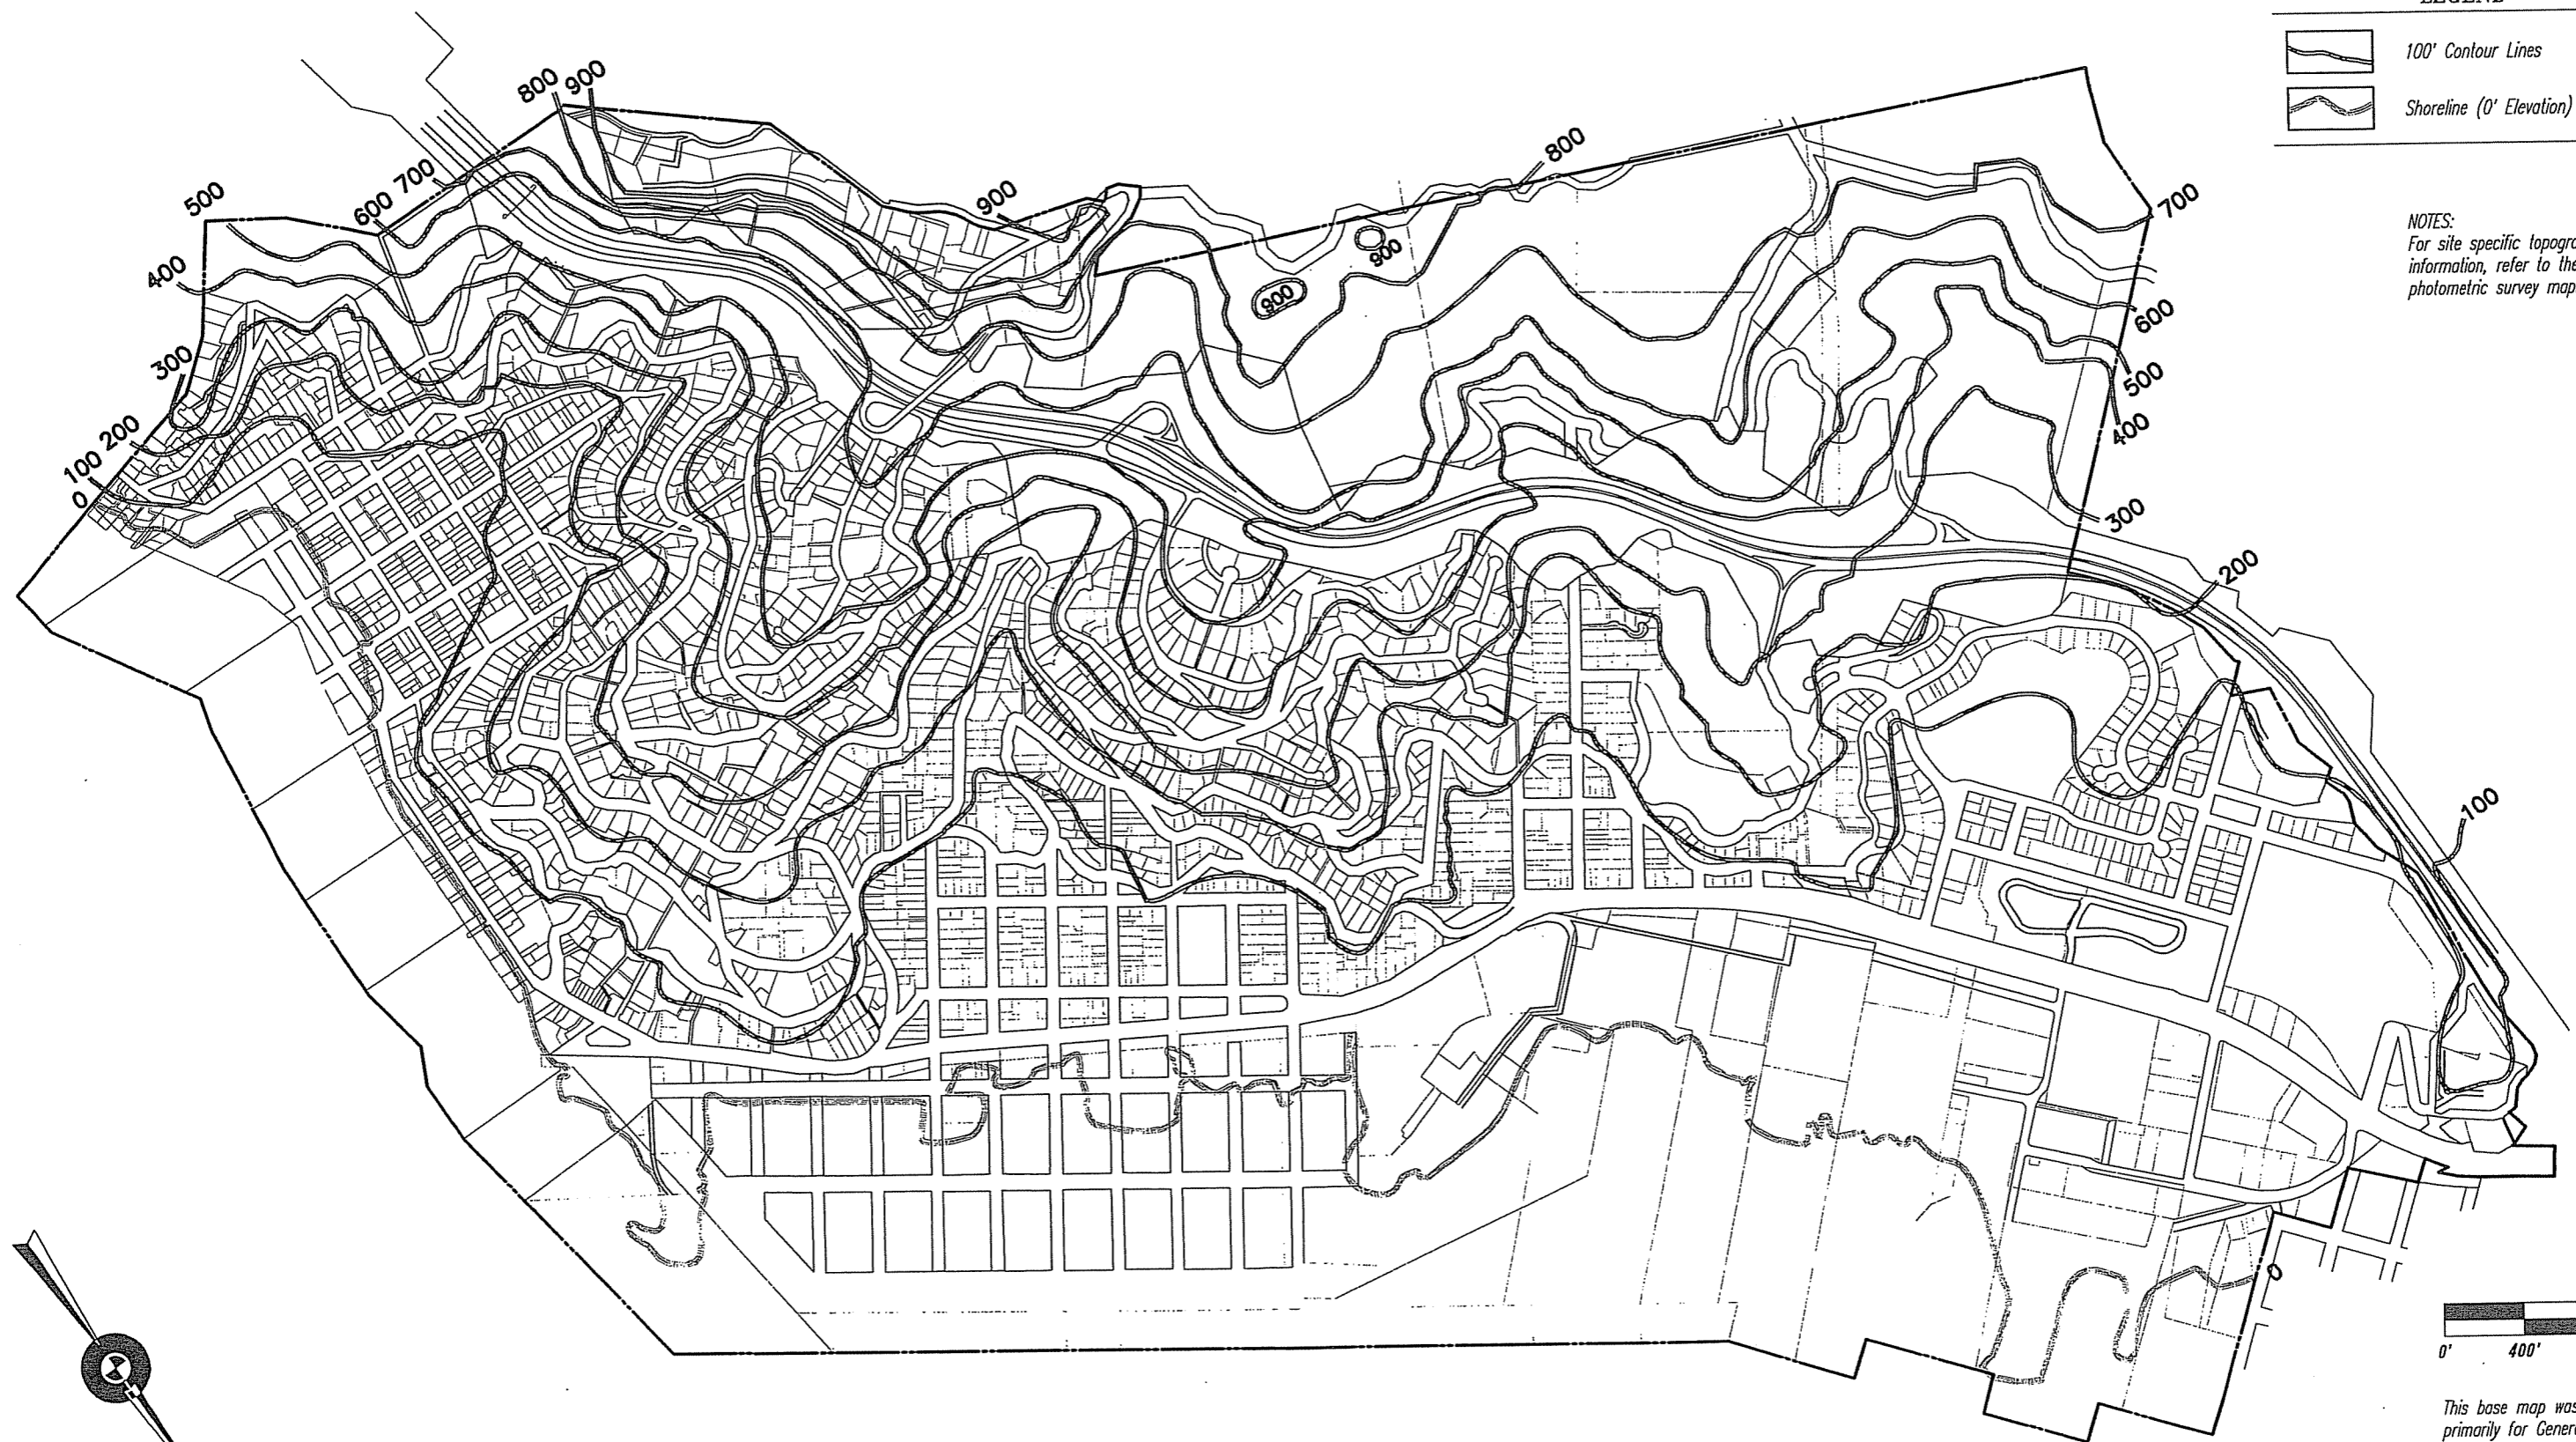 LEGEND
100' Contour Lines
Shoreline (0' Elevation)
NOTES:
For site specific
information, refer to the
photometric survey map
800
900
500
600
700
400
300
200
100
0
900
800
900
900
700
600
500
400
300
200
100
0
0'
400'
This base map was
primarily for